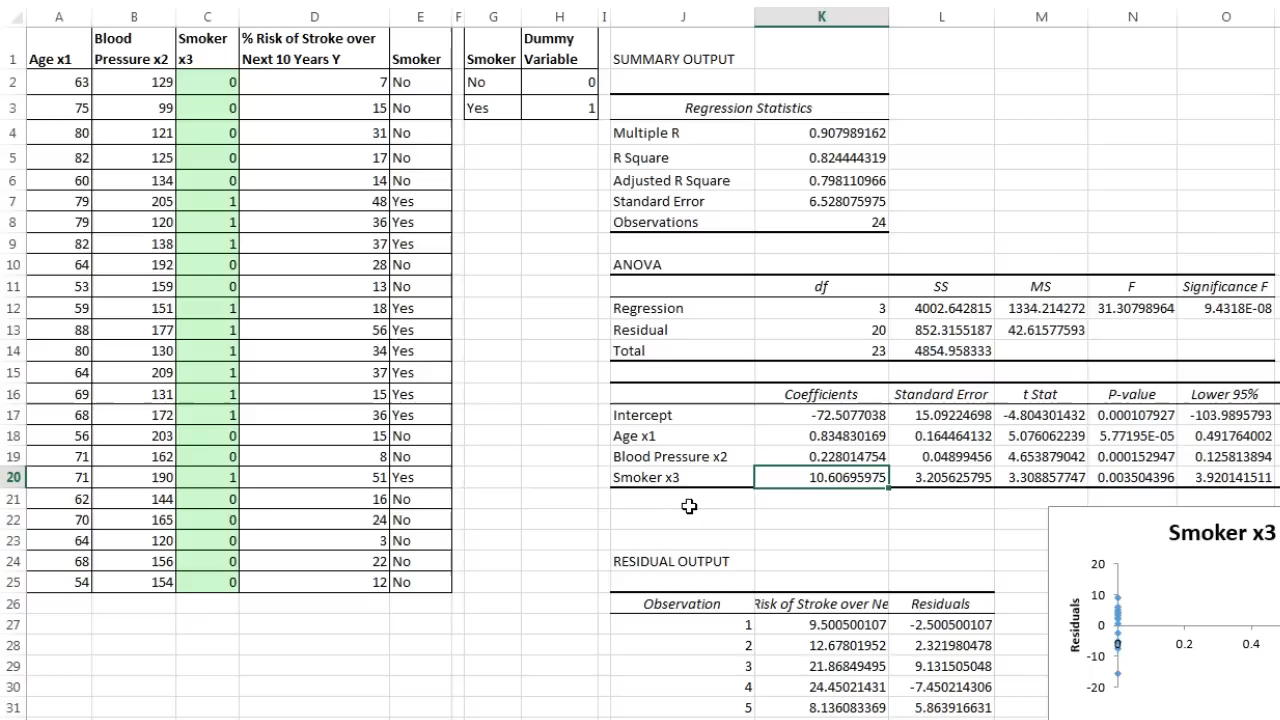 A B C D E F G H I J K L M N O
Blood Smoker % Risk of Stroke over Dummy
1 Age x1 Pressure x2 x3 Next 10 Years Y Smoker Smoker Variable SUMMARY OUTPUT
2 63 129 0 7 No No 0
3 75 99 0 15 No Yes 1 Regression Statistics
4 80 121 0 31 No Multiple R 0.907989162
5 82 125 0 17 No R Square 0.824444319
6 60 134 0 14 No Adjusted R Square 0.798110966
7 79 205 1 48 Yes Standard Error 6.528075975
8 79 120 1 36 Yes Observations 24
9 82 138 1 37 Yes
10 64 192 0 28 No ANOVA
11 53 159 0 13 No df SS MS F Significance F
12 59 151 1 18 Yes Regression 3 4002.642815 1334.214272 31.30798964 9.4318E-08
13 88 177 1 56 Yes Residual 20 852.3155187 42.61577593
14 80 130 1 34 Yes Total 23 4854.958333
15 64 209 1 37 Yes
16 69 131 1 15 Yes Coefficients Standard Error t Stat P-value Lower 95%
17 68 172 1 36 Yes Intercept -72.5077038 15.09224698 -4.804301432 0.000107927 -103.9895793
18 56 203 0 15 No Age x1 0.834830169 0.164464132 5.076062239 5.77195E-05 0.491764002
19 71 162 0 8 No Blood Pressure x2 0.228014754 0.04899456 4.653879042 0.000152947 0.125813894
20 71 190 1 51 Yes Smoker x3 10.60695975 3.205625795 3.308857747 0.003504396 3.920141511
21 62 144 0 16 No
22 70 165 0 24 No
23 64 120 0 3 No
24 68 156 0 22 No RESIDUAL OUTPUT
25 54 154 0 12 No
26 Observation Risk of Stroke over Ne Residuals
27 1 9.500500107 -2.500500107
28 2 12.67801952 2.321980478
29 3 21.86849495 9.131505048
30 4 24.45021431 -7.450214306
31 5 8.136083369 5.863916631
Smoker x3
Residuals
20
10
0
-10
-20
0 0.2 0.4